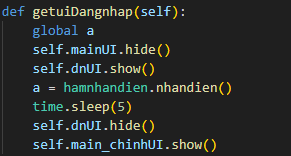 def getuiDangnhap(self):
    global a
    self.mainUI.hide()
    self.dnUI.show()
    a = hamnhandien.nhandien()
    time.sleep(5)
    self.dnUI.hide()
    self.main_chinhUI.show()